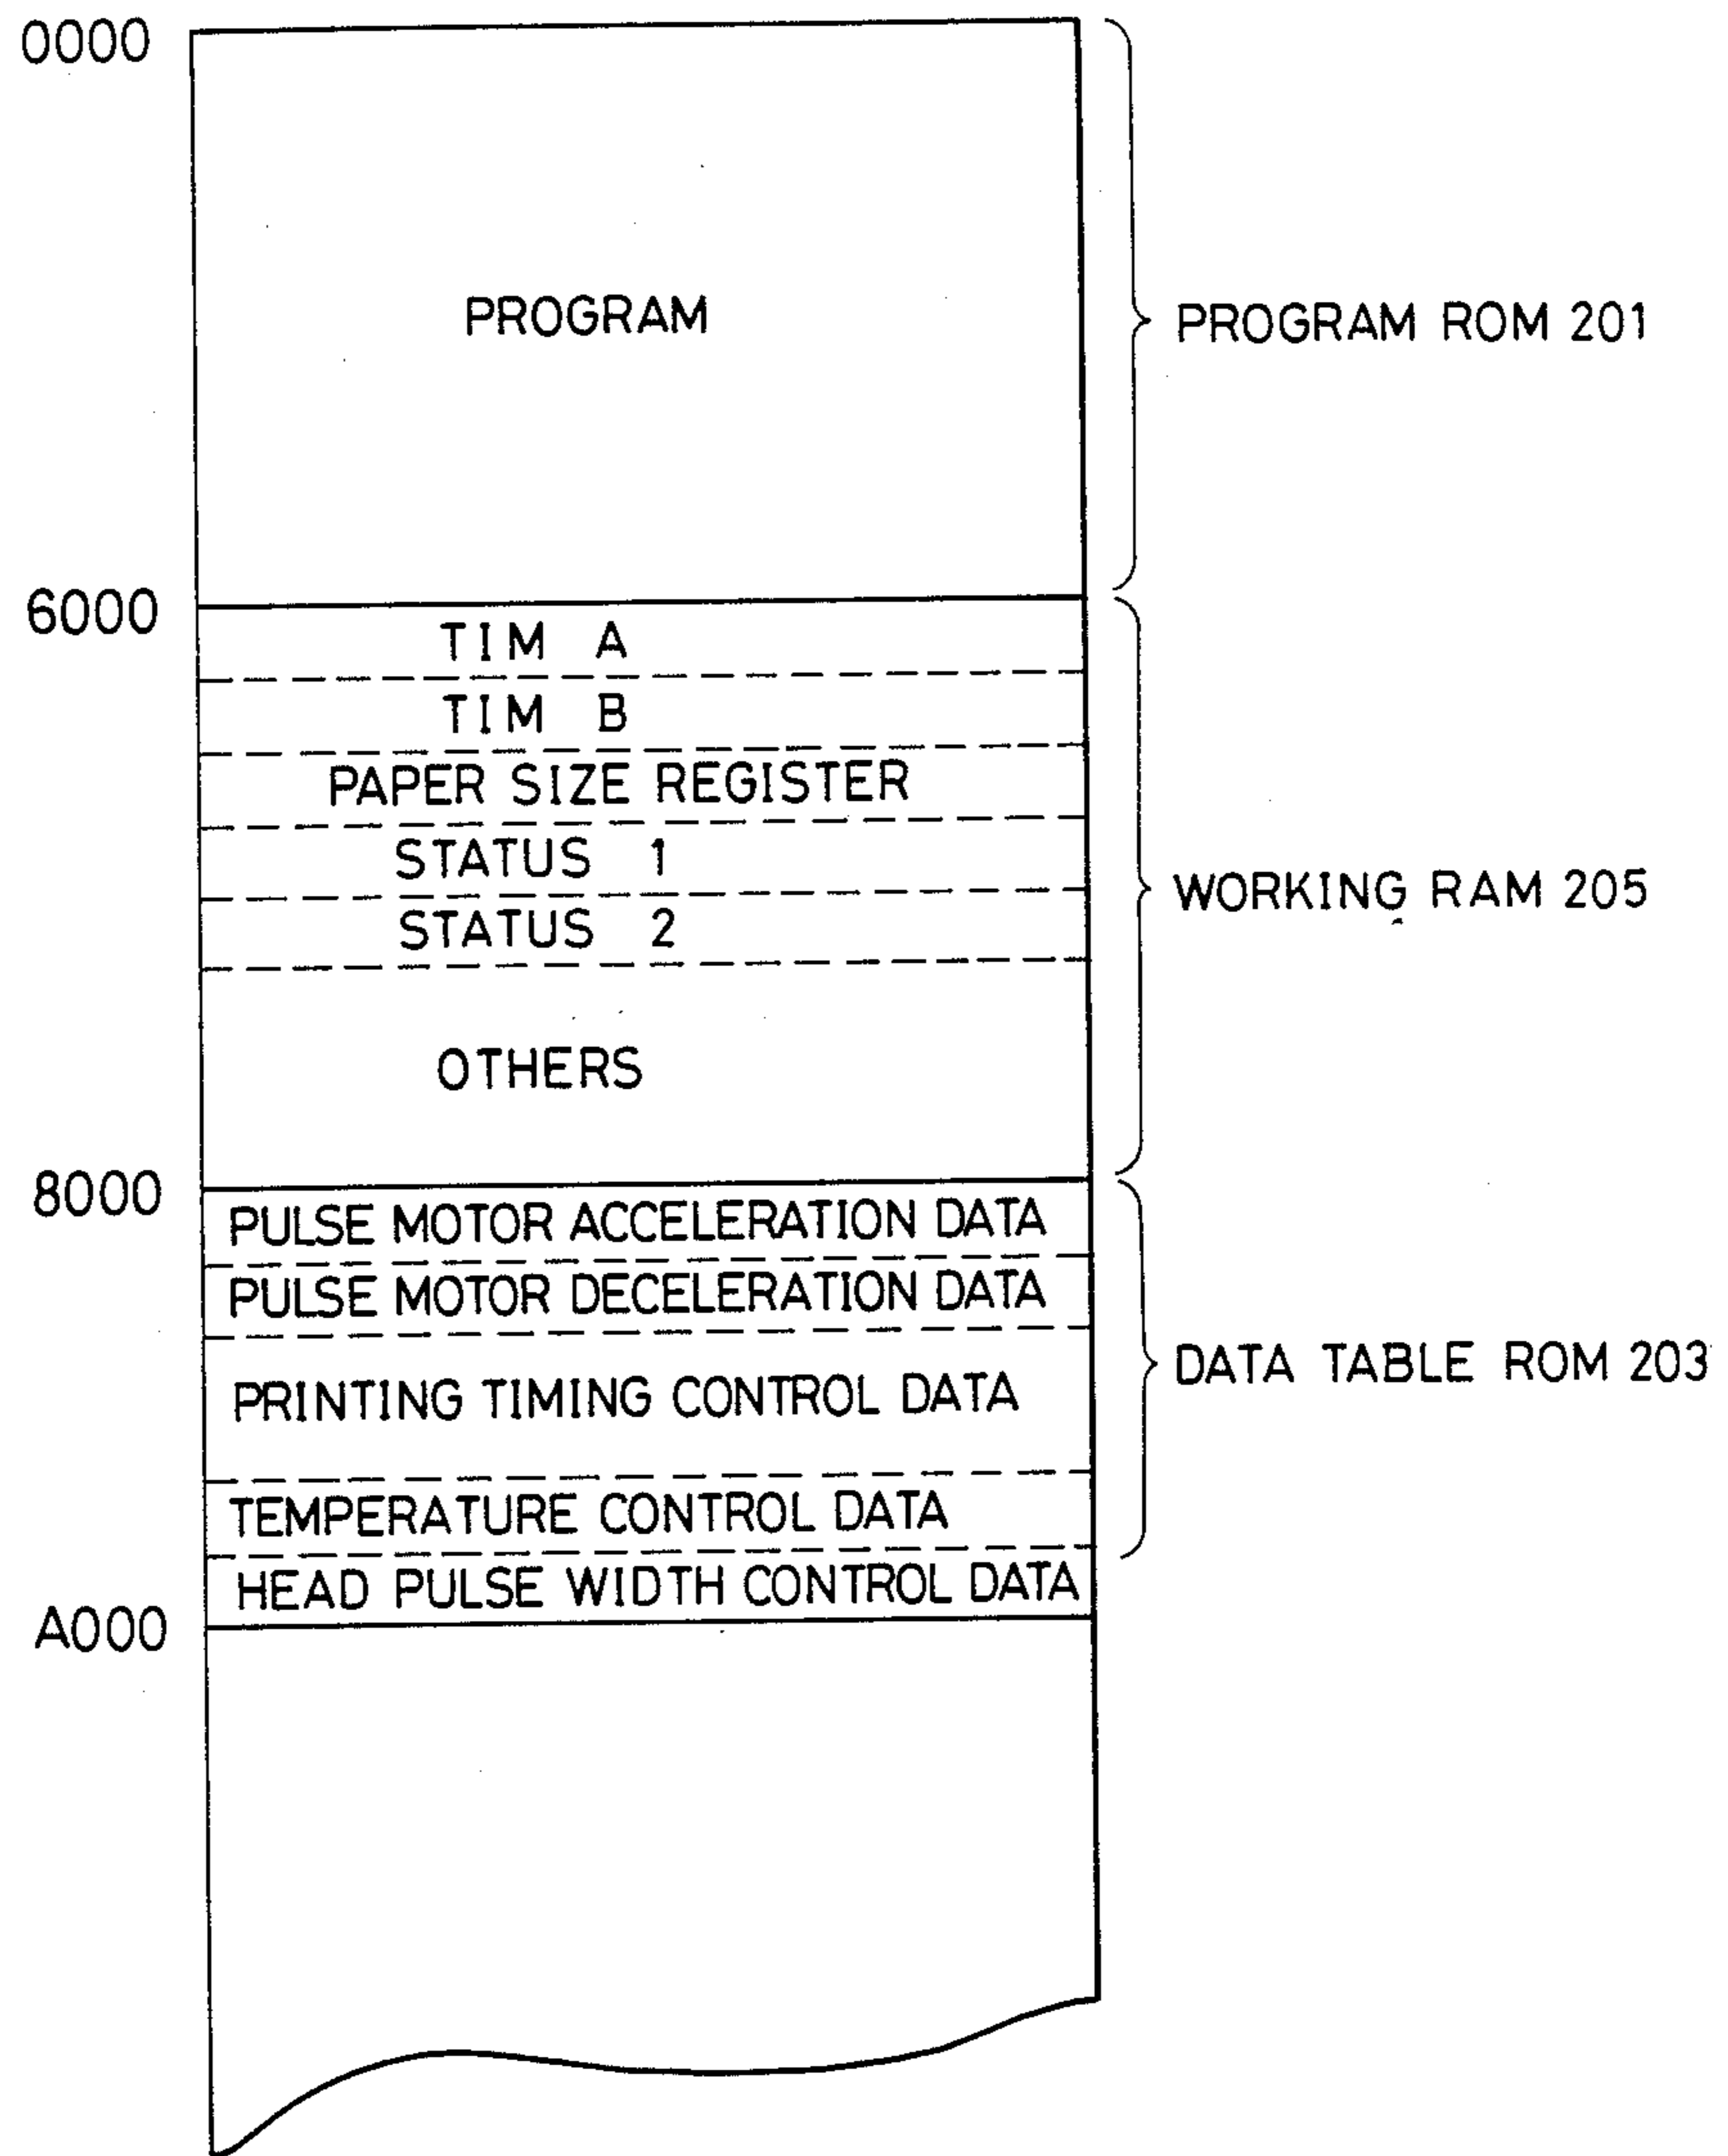 0000
PROGRAM
PROGRAM ROM 201
6000
TIM A
TIM B
PAPER SIZE REGISTER
STATUS 1
STATUS 2
OTHERS
WORKING RAM 205
8000
PULSE MOTOR ACCELERATION DATA
PULSE MOTOR DECELERATION DATA
PRINTING TIMING CONTROL DATA
TEMPERATURE CONTROL DATA
HEAD PULSE WIDTH CONTROL DATA
DATA TABLE ROM 203
A000